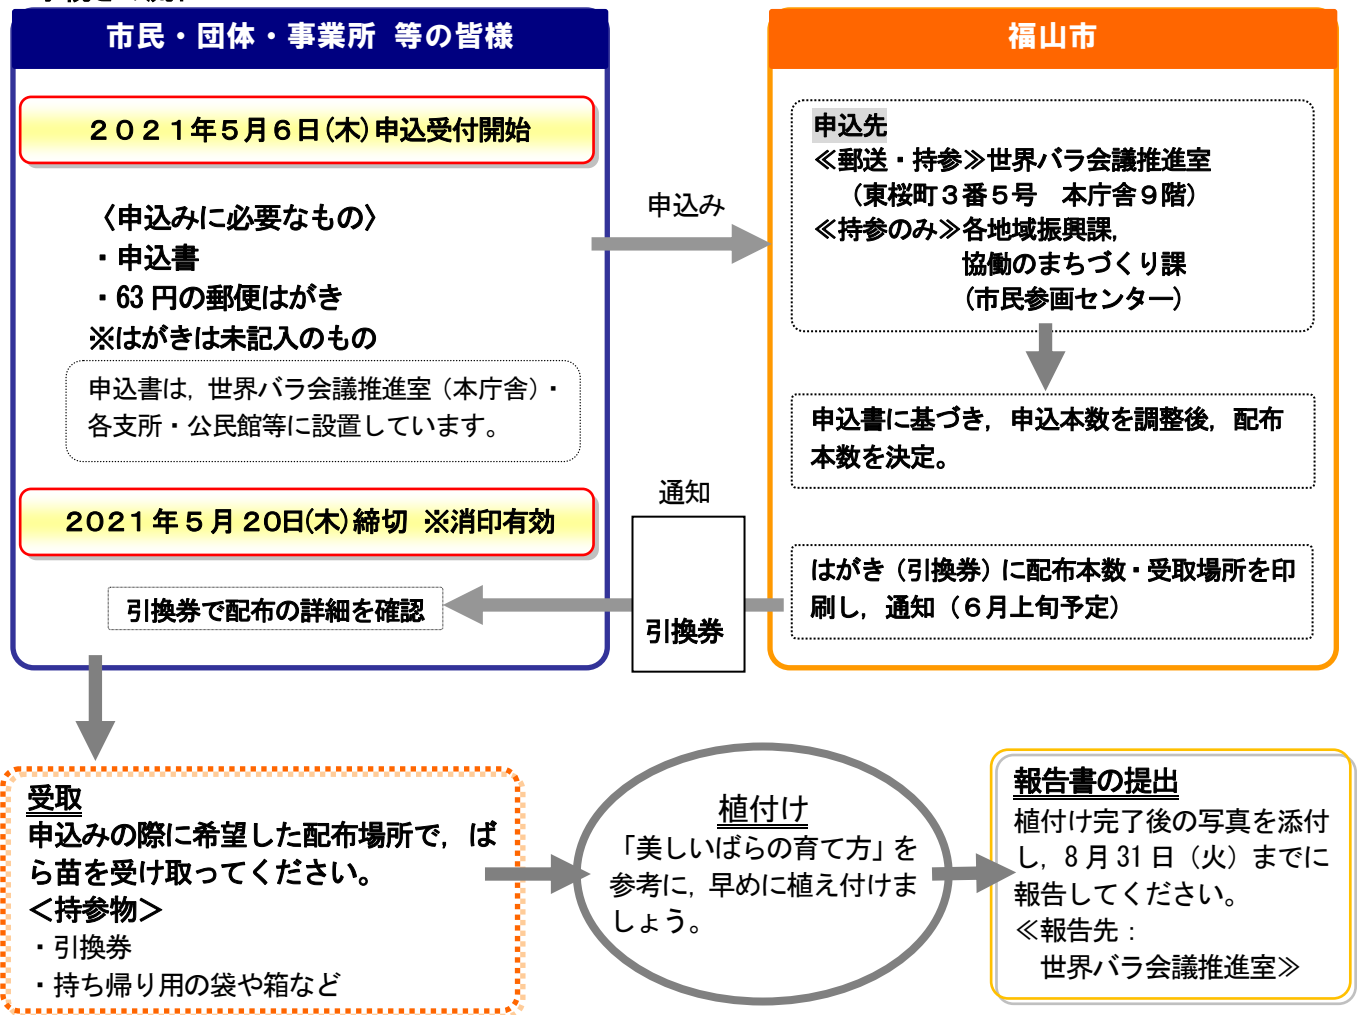 市民・団体・事業所 等の皆様
２０２１年５月６日(木)申込受付開始
〈申込みに必要なもの〉
・申込書
・63 円の郵便はがき
※はがきは未記入のもの
申込書は，世界バラ会議推進室（本庁舎）・
各支所・公民館等に設置しています。
２０２１年５月２０日(木)締切 ※消印有効
引換券で配布の詳細を確認
申込み
通知
引換券
福山市
申込先
≪郵送・持参≫世界バラ会議推進室
（東桜町３番５号　本庁舎９階）
≪持参のみ≫各地域振興課，
協働のまちづくり課
（市民参画センター）
申込書に基づき，申込本数を調整後，配布
本数を決定。
はがき（引換券）に配布本数・受取場所を印
刷し，通知（６月上旬予定）
受取
申込みの際に希望した配布場所で，ば
ら苗を受け取ってください。
＜持参物＞
・引換券
・持ち帰り用の袋や箱など
植付け
「美しいばらの育て方」を
参考に，早めに植え付けま
しょう。
報告書の提出
植付け完了後の写真を添付
し，8 月 31 日（火）までに
報告してください。
≪報告先：
世界バラ会議推進室≫